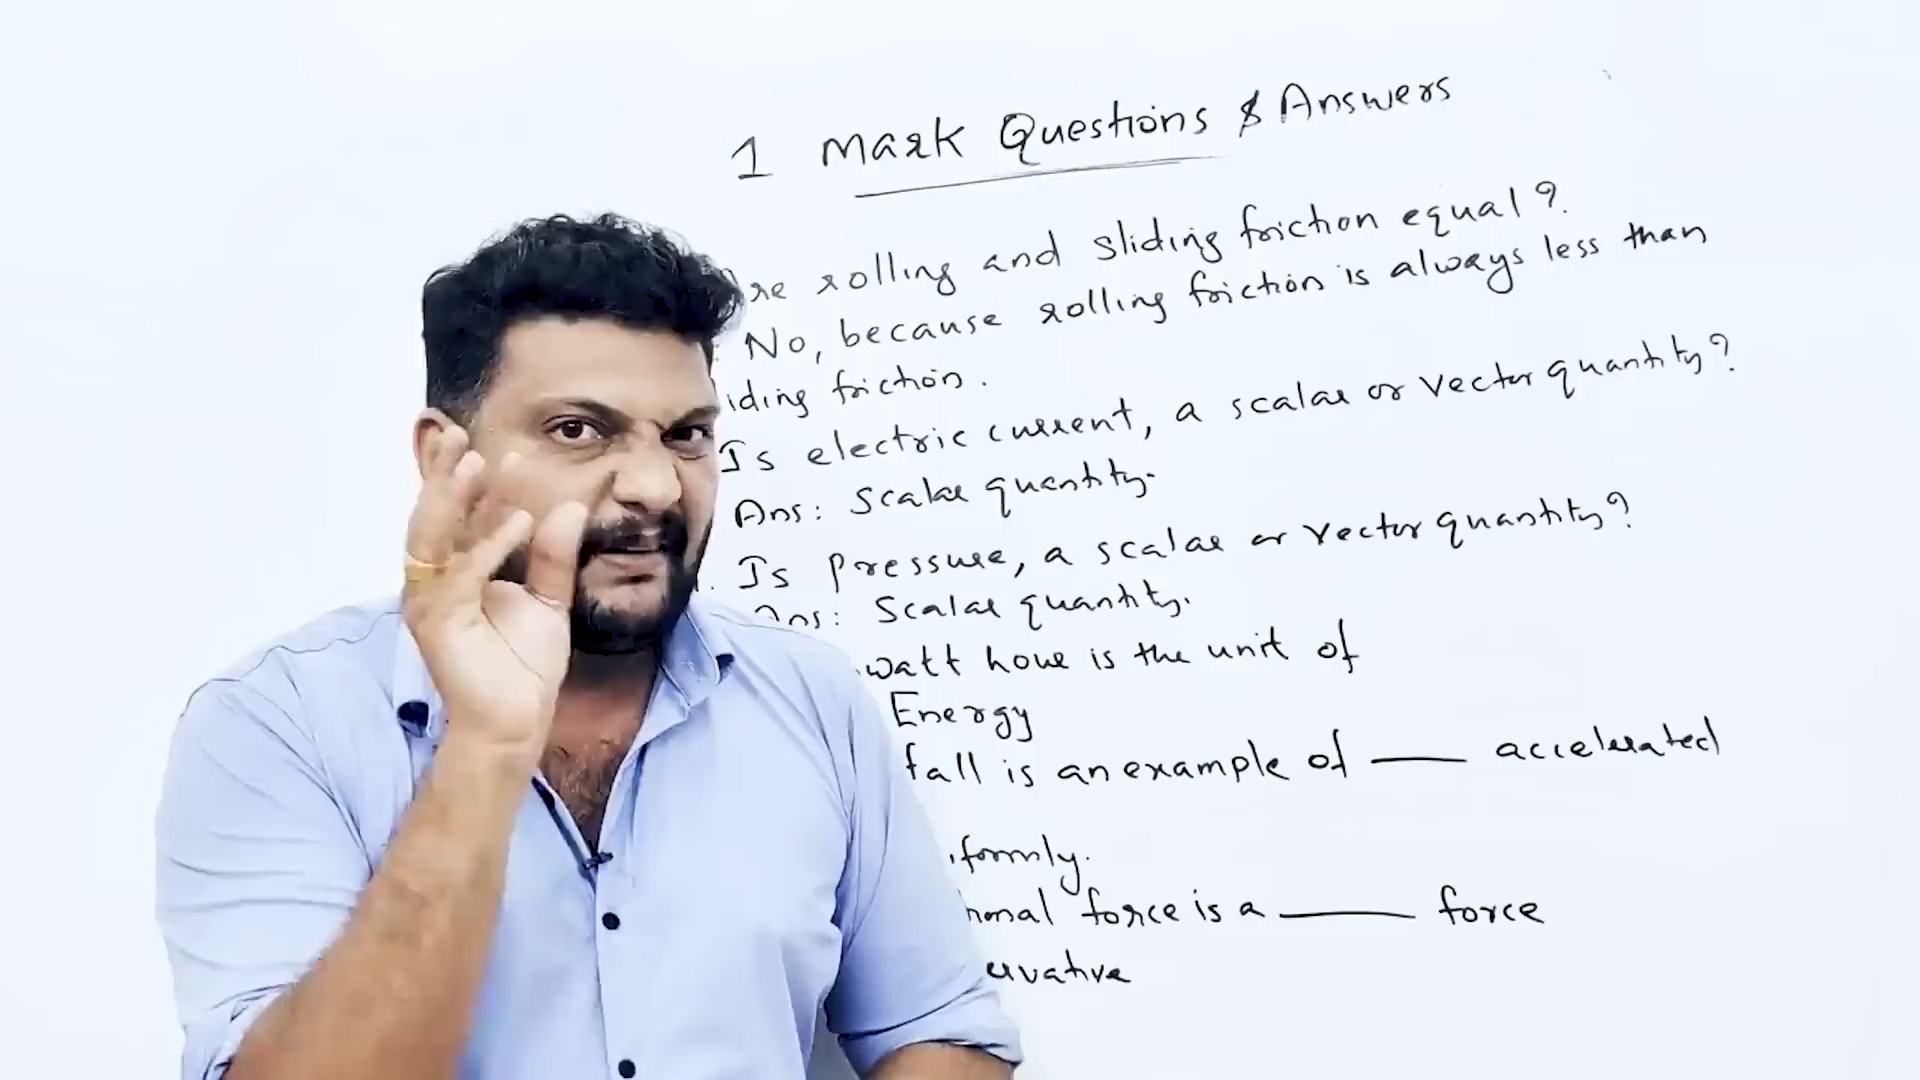 1 Mark Questions & Answers
rolling and sliding friction equal?
No, because rolling friction is always less than
friction.
Is electric current, a scalar or vector quantity?
Ans: Scalar quantity.
Is pressure, a scalar or vector quantity?
Ans: Scalar quantity.
watt hour is the unit of
Energy
fall is an example of ___ accelerated
force is a ___ force